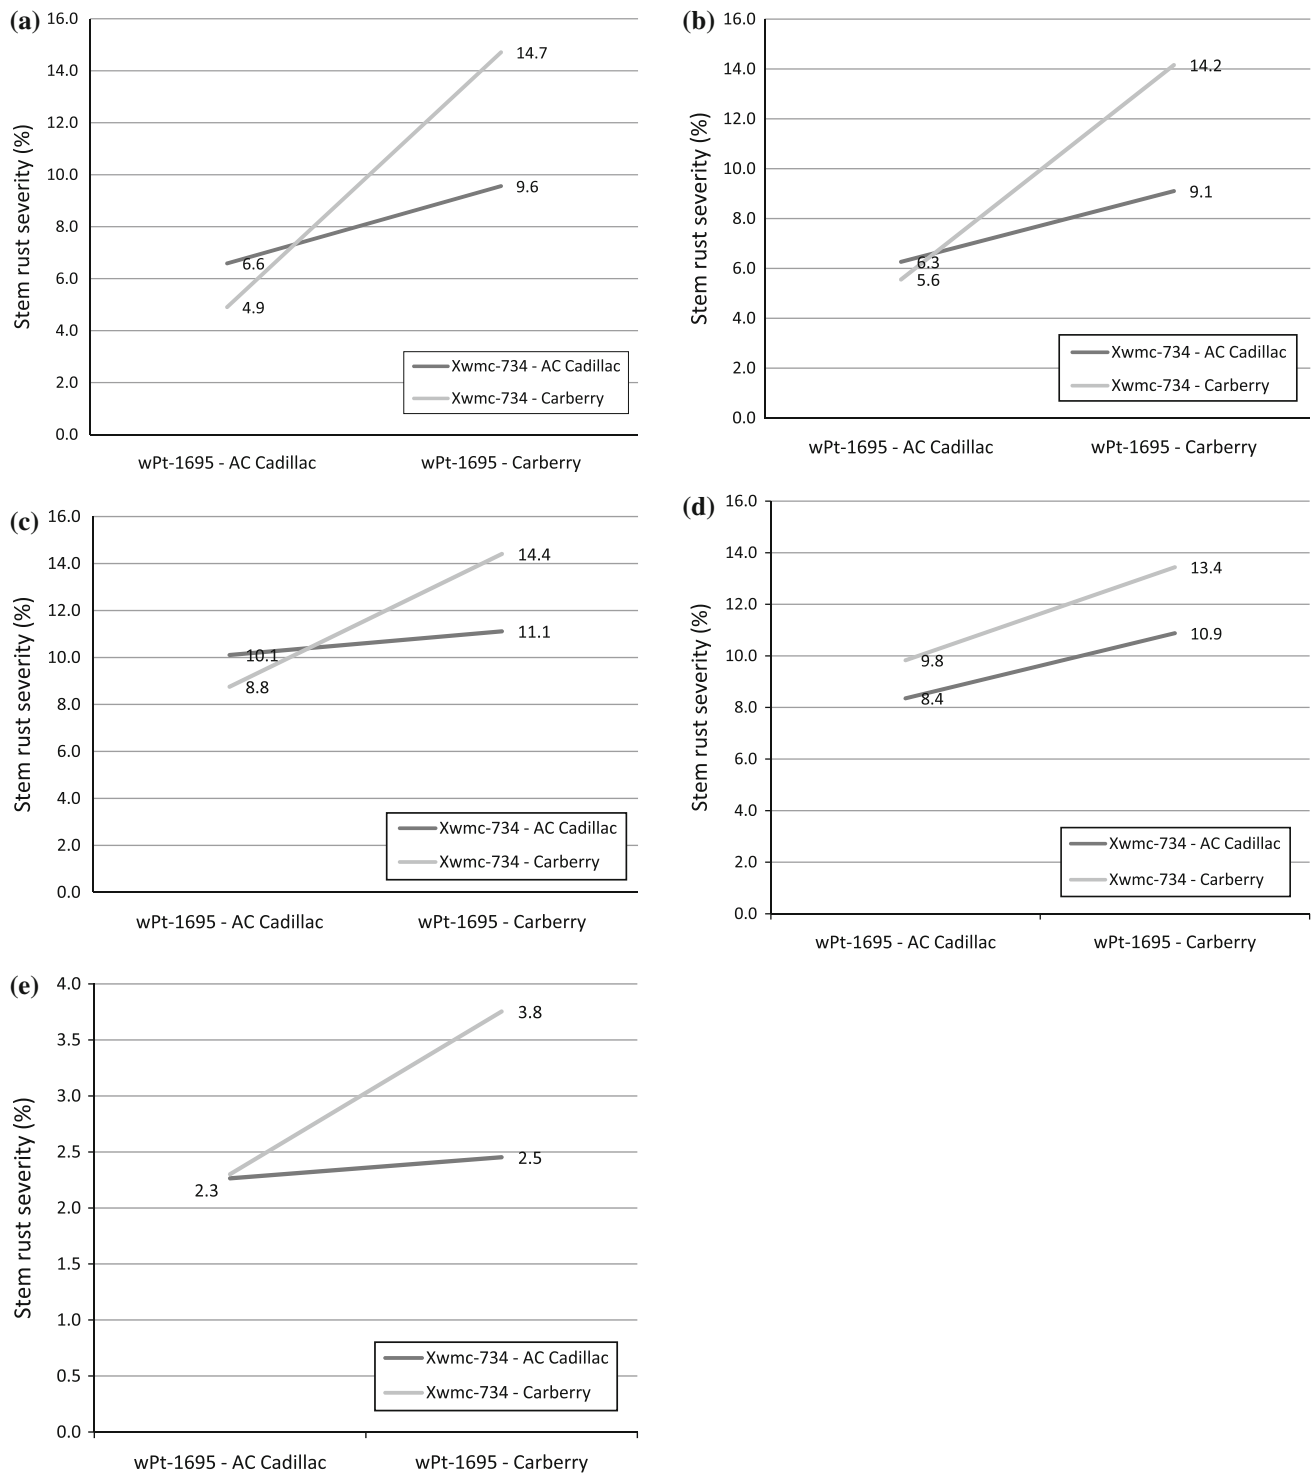 (a)
16.0
14.0
12.0
10.0
8.0
6.0
4.0
2.0
0.0
Stem rust severity (%)
14.7
9.6
6.6
4.9
Xwmc-734 - AC Cadillac
Xwmc-734 - Carberry
wPt-1695 - AC Cadillac
wPt-1695 - Carberry
(b)
16.0
14.0
12.0
10.0
8.0
6.0
4.0
2.0
0.0
Stem rust severity (%)
14.2
9.1
6.3
5.6
Xwmc-734 - AC Cadillac
Xwmc-734 - Carberry
wPt-1695 - AC Cadillac
wPt-1695 - Carberry
(c)
16.0
14.0
12.0
10.0
8.0
6.0
4.0
2.0
0.0
Stem rust severity (%)
14.4
11.1
10.1
8.8
Xwmc-734 - AC Cadillac
Xwmc-734 - Carberry
wPt-1695 - AC Cadillac
wPt-1695 - Carberry
(d)
16.0
14.0
12.0
10.0
8.0
6.0
4.0
2.0
0.0
Stem rust severity (%)
13.4
10.9
9.8
8.4
Xwmc-734 - AC Cadillac
Xwmc-734 - Carberry
wPt-1695 - AC Cadillac
wPt-1695 - Carberry
(e)
4.0
3.5
3.0
2.5
2.0
1.5
1.0
0.5
0.0
Stem rust severity (%)
3.8
2.5
2.3
Xwmc-734 - AC Cadillac
Xwmc-734 - Carberry
wPt-1695 - AC Cadillac
wPt-1695 - Carberry